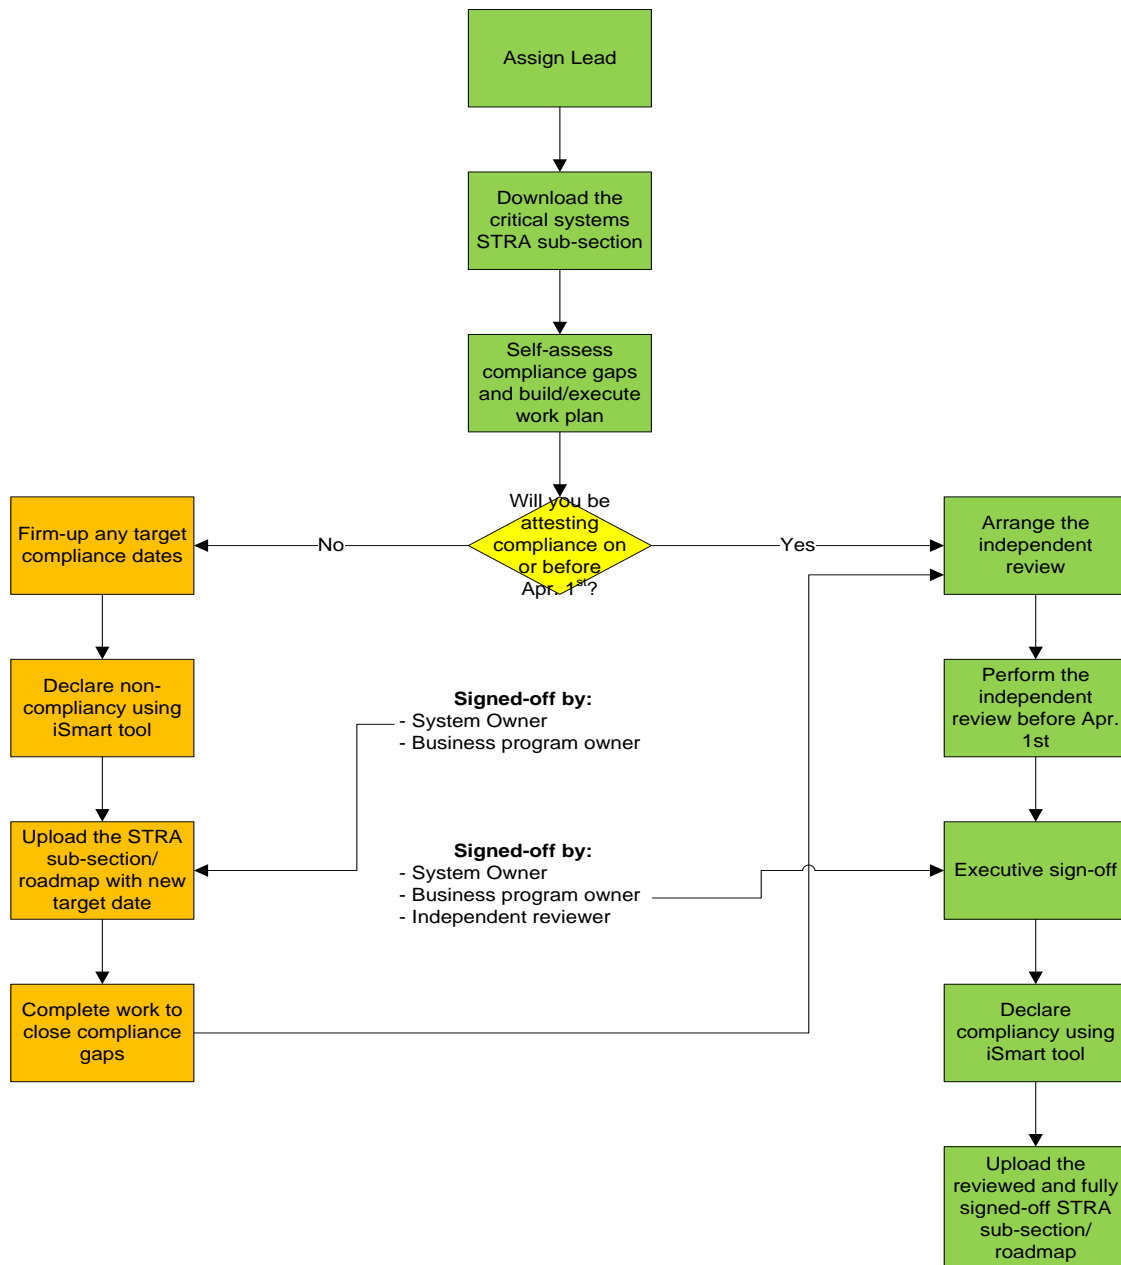 Assign Lead
Download the
critical systems
STRA sub-section
Self-assess
compliance gaps
and build/execute
work plan
Will you be
attesting
compliance on
or before
Apr. 1st?
No
Yes
Firm-up any target
compliance dates
Arrange the
independent
review
Declare non-
compliancy using
iSmart tool
Signed-off by:
- System Owner
- Business program owner
Perform the
independent
review before Apr.
1st
Upload the STRA
sub-section/
roadmap with new
target date
Signed-off by:
- System Owner
- Business program owner
- Independent reviewer
Executive sign-off
Complete work to
close compliance
gaps
Declare
compliancy using
iSmart tool
Upload the
reviewed and fully
signed-off STRA
sub-section/
roadmap